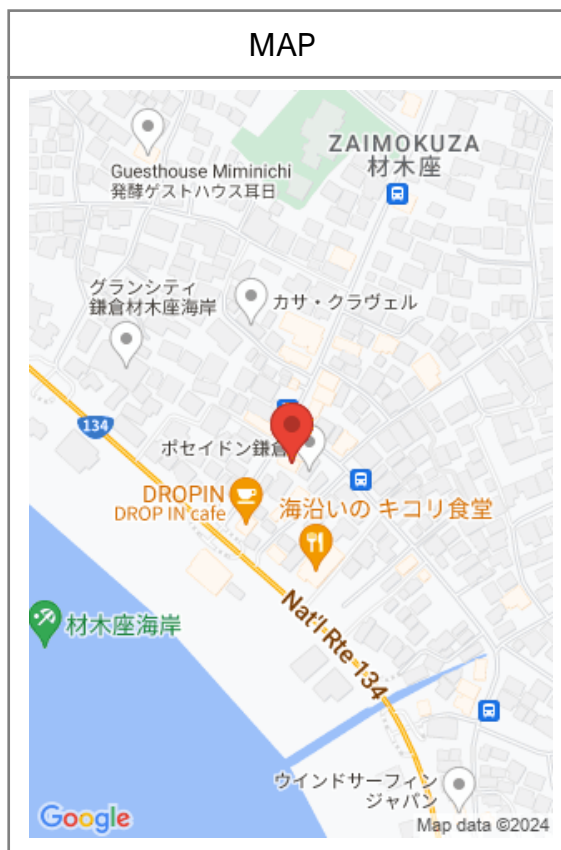 MAP
ZAIMOKUZA
材木座
Guesthouse Miminichi
発酵ゲストハウス耳日
グランシティ
鎌倉材木座海岸
カサ・クラヴェル
134
ポセイドン鎌倉
DROPIN
DROP IN cafe
海沿いの キコリ食堂
Nat'l Rte 134
材木座海岸
ウインドサーフィン
ジャパン
Google
Map data ©2024